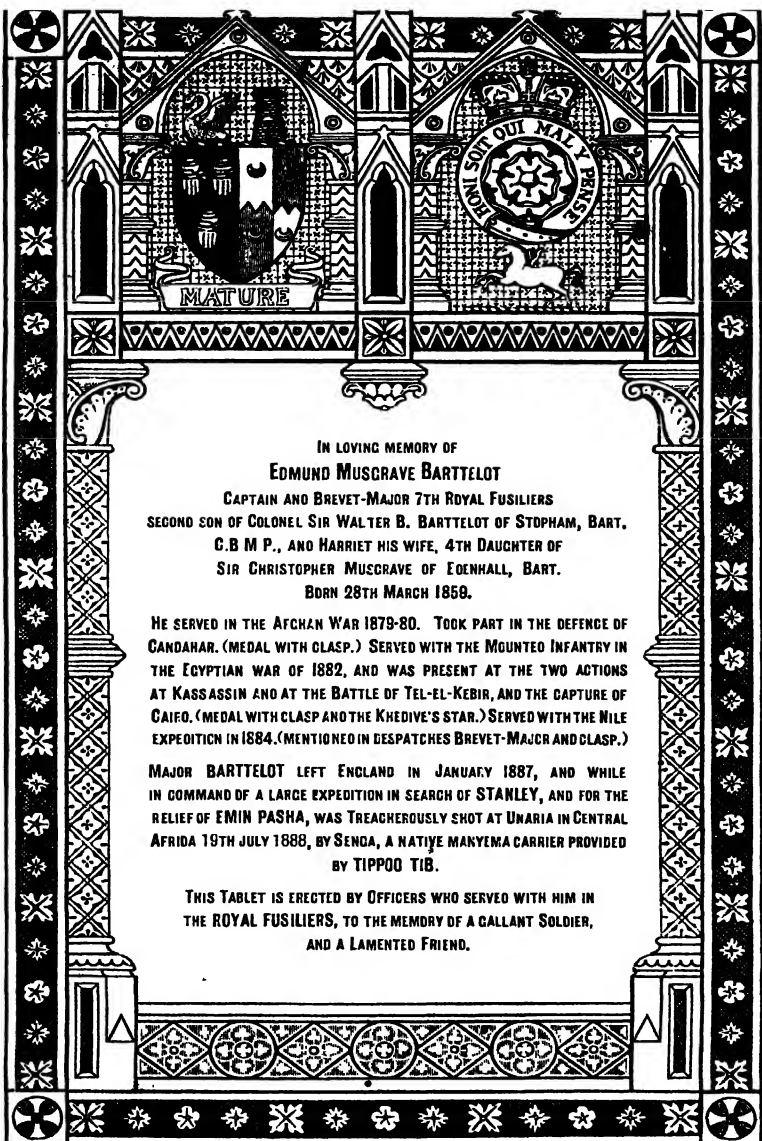 HONI SOIT QUI MAL Y PENSE
MATURE
IN LOVING MEMORY OF
EDMUND MUSGRAVE BARTTELOT
CAPTAIN AND BREVET-MAJOR 7TH ROYAL FUSILIERS
SECOND SON OF COLONEL SIR WALTER B. BARTTELOT OF STOPHAM, BART.
C.B M P., AND HARRIET HIS WIFE, 4TH DAUGHTER OF
SIR CHRISTOPHER MUSGRAVE OF EDENHALL, BART.
BORN 28TH MARCH 1859.
HE SERVED IN THE AFGHAN WAR 1879-80. TOOK PART IN THE DEFENCE OF
CANDAHAR. (MEDAL WITH CLASP.) SERVED WITH THE MOUNTED INFANTRY IN
THE EGYPTIAN WAR OF 1882, AND WAS PRESENT AT THE TWO ACTIONS
AT KASSASSIN AND AT THE BATTLE OF TEL-EL-KEBIR, AND THE CAPTURE OF
CAIRO. (MEDAL WITH CLASP AND THE KHEDIVE'S STAR.) SERVED WITH THE NILE
EXPEDITION IN 1884. (MENTIONED IN DESPATCHES BREVET-MAJOR AND CLASP.)
MAJOR BARTTELOT LEFT ENGLAND IN JANUARY 1887, AND WHILE
IN COMMAND OF A LARGE EXPEDITION IN SEARCH OF STANLEY, AND FOR THE
RELIEF OF EMIN PASHA, WAS TREACHEROUSLY SHOT AT UNARIA IN CENTRAL
AFRIDA 19TH JULY 1888, BY SENGA, A NATIVE MANYEMA CARRIER PROVIDED
BY TIPPOO TIB.
THIS TABLET IS ERECTED BY OFFICERS WHO SERVED WITH HIM IN
THE ROYAL FUSILIERS, TO THE MEMORY OF A GALLANT SOLDIER,
AND A LAMENTED FRIEND.